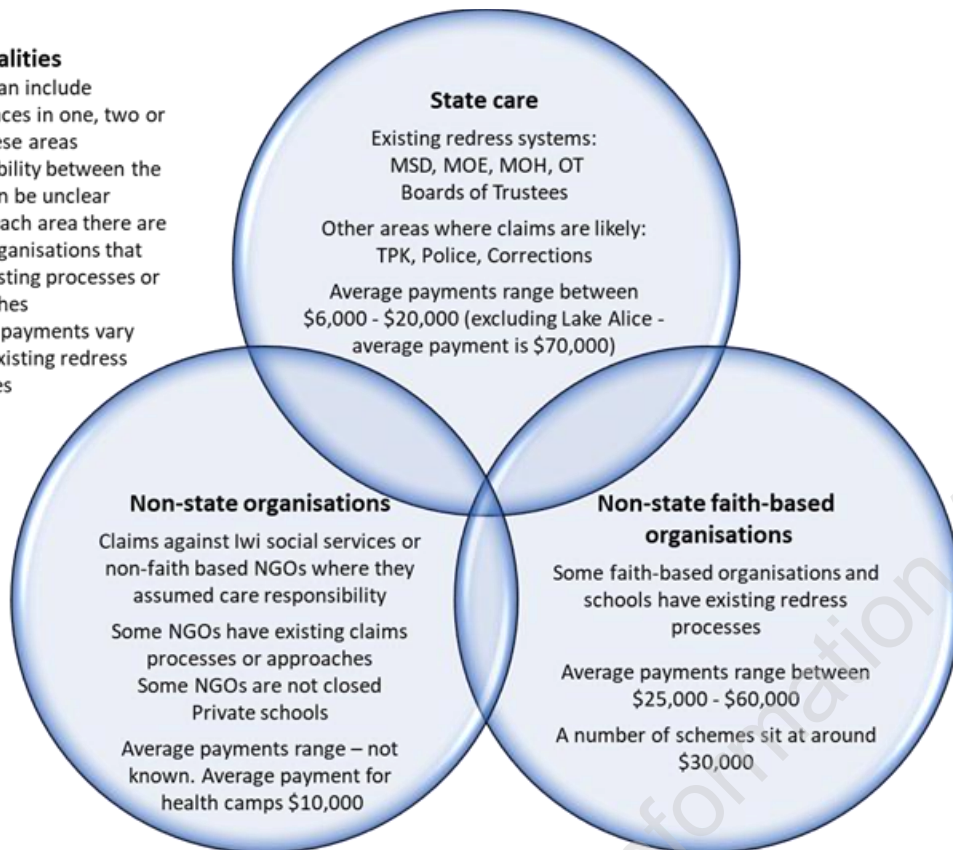 alities
an include
ces in one, two or
ese areas
bility between the
n be unclear
ach area there are
rganisations that
sting processes or
hes
payments vary
xisting redress
es
State care
Existing redress systems:
MSD, MOE, MOH, OT
Boards of Trustees
Other areas where claims are likely:
TPK, Police, Corrections
Average payments range between
$6,000 - $20,000 (excluding Lake Alice -
average payment is $70,000)
Non-state organisations
Claims against Iwi social services or
non-faith based NGOs where they
assumed care responsibility
Some NGOs have existing claims
processes or approaches
Some NGOs are not closed
Private schools
Average payments range – not
known. Average payment for
health camps $10,000
Non-state faith-based
organisations
Some faith-based organisations and
schools have existing redress
processes
Average payments range between
$25,000 - $60,000
A number of schemes sit at around
$30,000
nformation